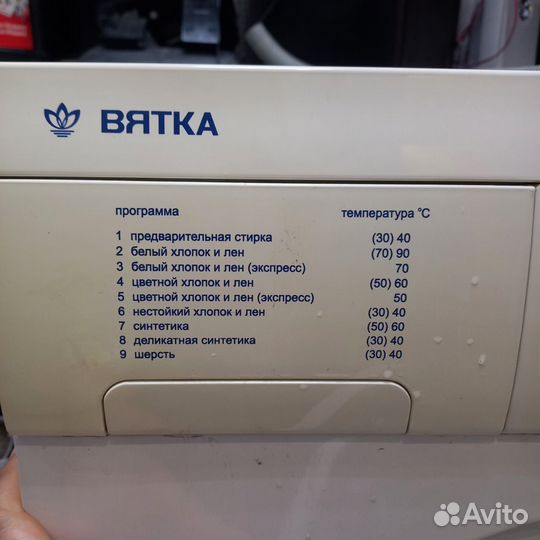 ВЯТКА
программа температура °C
1 предварительная стирка (30) 40
2 белый хлопок и лен (70) 90
3 белый хлопок и лен (экспресс) 70
4 цветной хлопок и лен (50) 60
5 цветной хлопок и лен (экспресс) 50
6 нестойкий хлопок и лен (30) 40
7 синтетика (50) 60
8 деликатная синтетика (30) 40
9 шерсть (30) 40
Avito